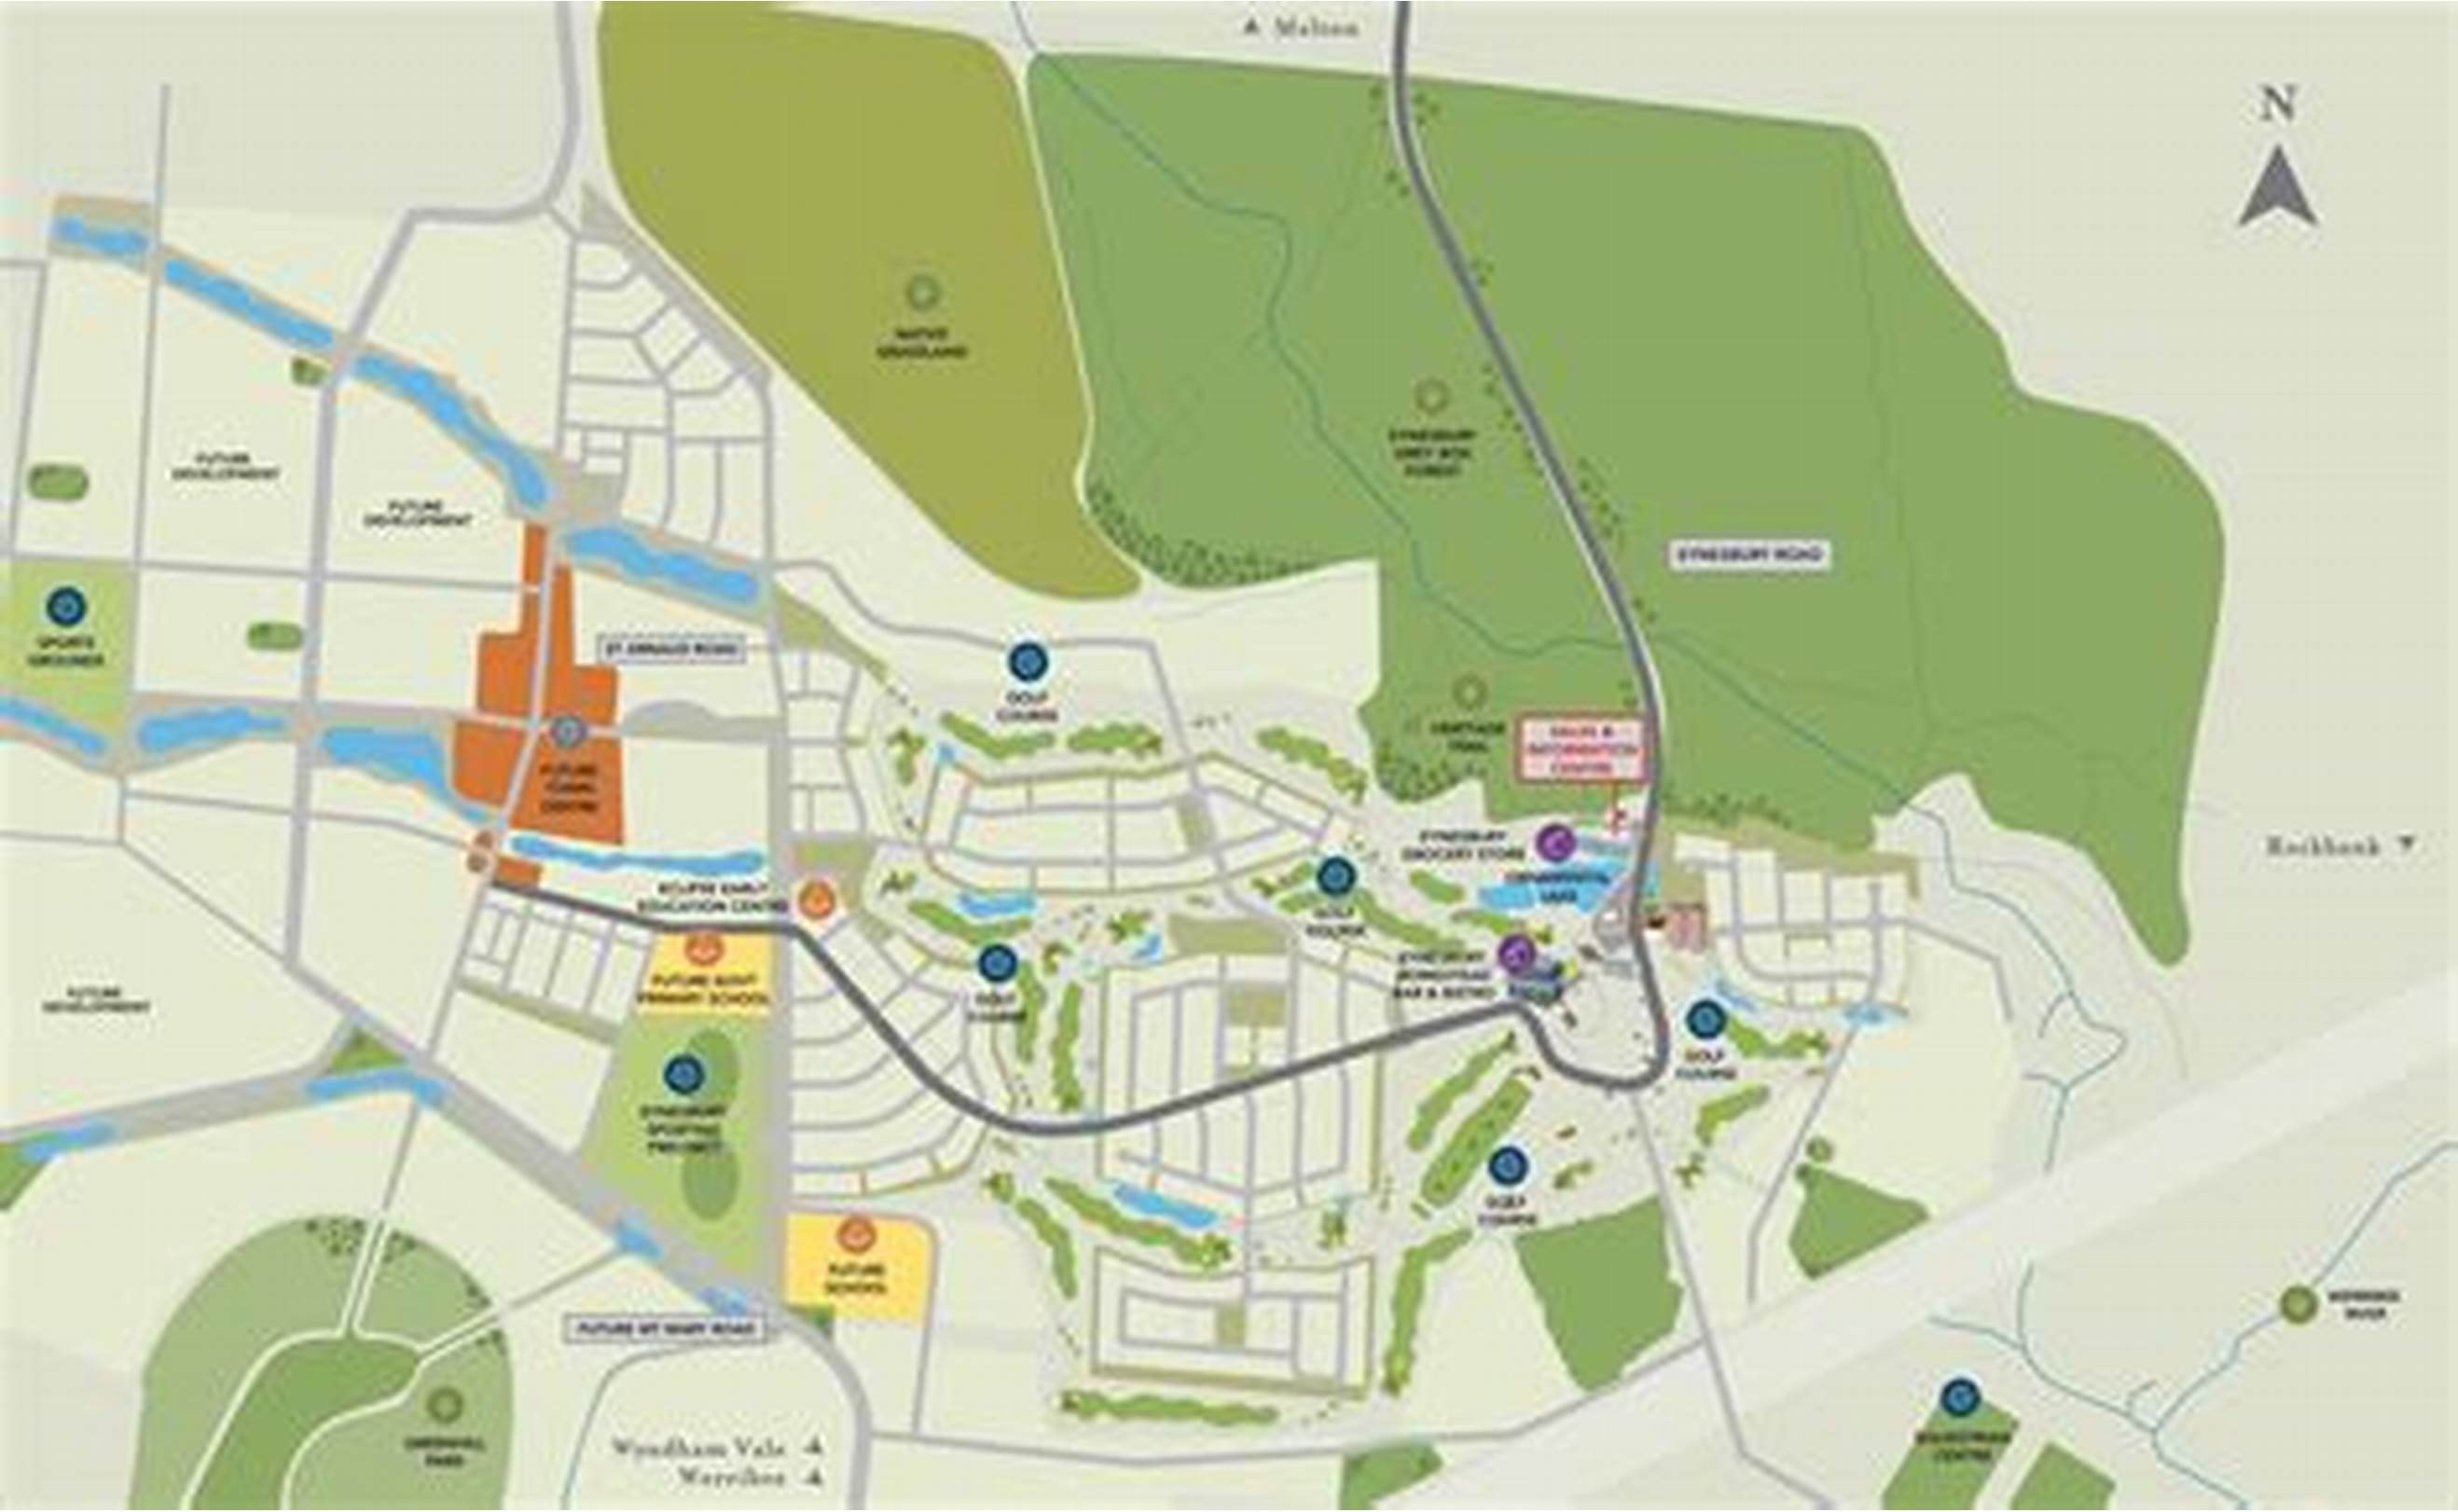 Melton
N
NATIVE
GRASSLAND
EYNESBURY
GREY BOX
FOREST
FUTURE
DEVELOPMENT
FUTURE
DEVELOPMENT
EYNESBURY ROAD
SPORTS
GROUNDS
ST ARNAUD ROAD
GOLF
COURSE
HERITAGE
TRAIL
SALES &
INFORMATION
CENTRE
FUTURE
TOWN
CENTRE
EYNESBURY
GROCERY STORE
Rockbank
ORNAMENTAL
LAKE
ECLIPSE EARLY
EDUCATION CENTRE
GOLF
COURSE
FUTURE GOVT
PRIMARY SCHOOL
GOLF
COURSE
EYNESBURY
HOMESTEAD
BAR & BISTRO
FUTURE
DEVELOPMENT
GOLF
COURSE
EYNESBURY
SPORTING
PRECINCT
GOLF
COURSE
FUTURE
SCHOOL
FUTURE MT MARY ROAD
WERRIBEE
RIVER
GREENHILL
PARK
Wyndham Vale
Werribee
EQUESTRIAN
CENTRE